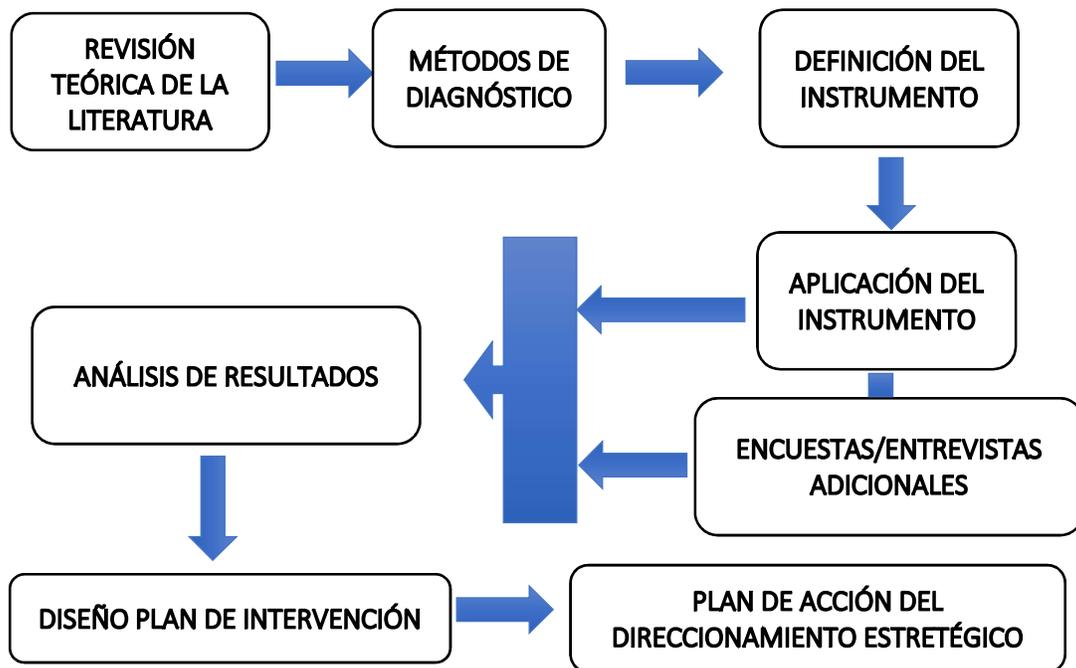 REVISIÓN
TEÓRICA DE LA
LITERATURA
MÉTODOS DE
DIAGNÓSTICO
DEFINICIÓN DEL
INSTRUMENTO
APLICACIÓN DEL
INSTRUMENTO
ENCUESTAS/ENTREVISTAS
ADICIONALES
ANÁLISIS DE RESULTADOS
DISEÑO PLAN DE INTERVENCIÓN
PLAN DE ACCIÓN DEL
DIRECCIONAMIENTO ESTRETÉGICO